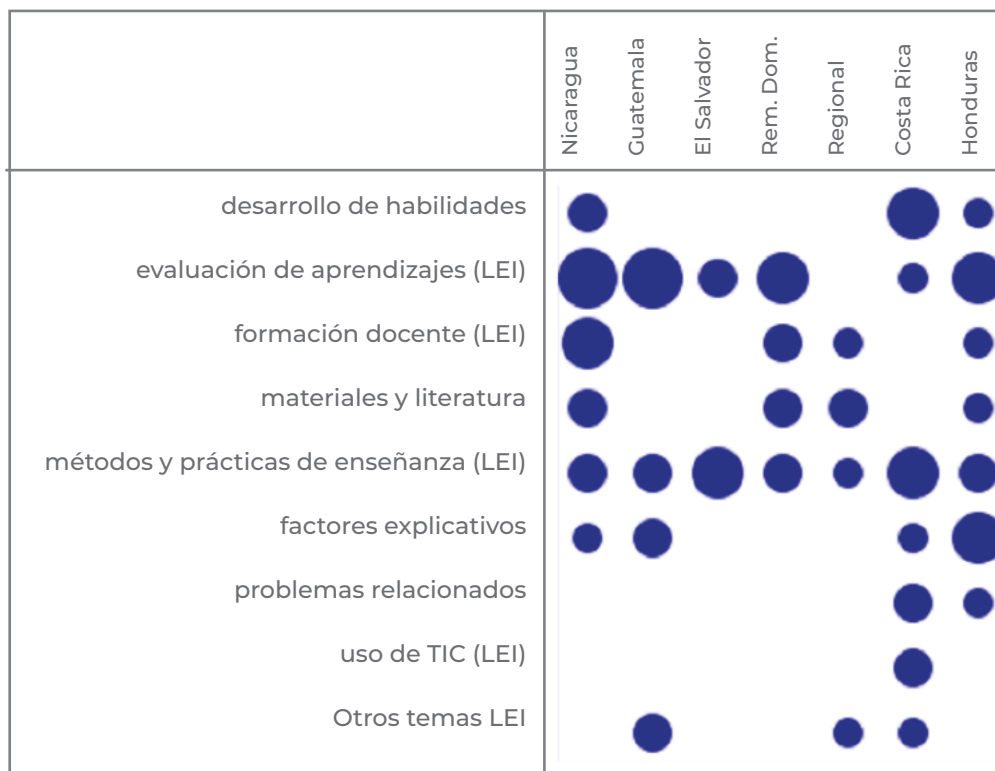 Nicaragua
Guatemala
El Salvador
Rem. Dom.
Regional
Costa Rica
Honduras
desarrollo de habilidades
evaluación de aprendizajes (LEI)
formación docente (LEI)
materiales y literatura
métodos y prácticas de enseñanza (LEI)
factores explicativos
problemas relacionados
uso de TIC (LEI)
Otros temas LEI